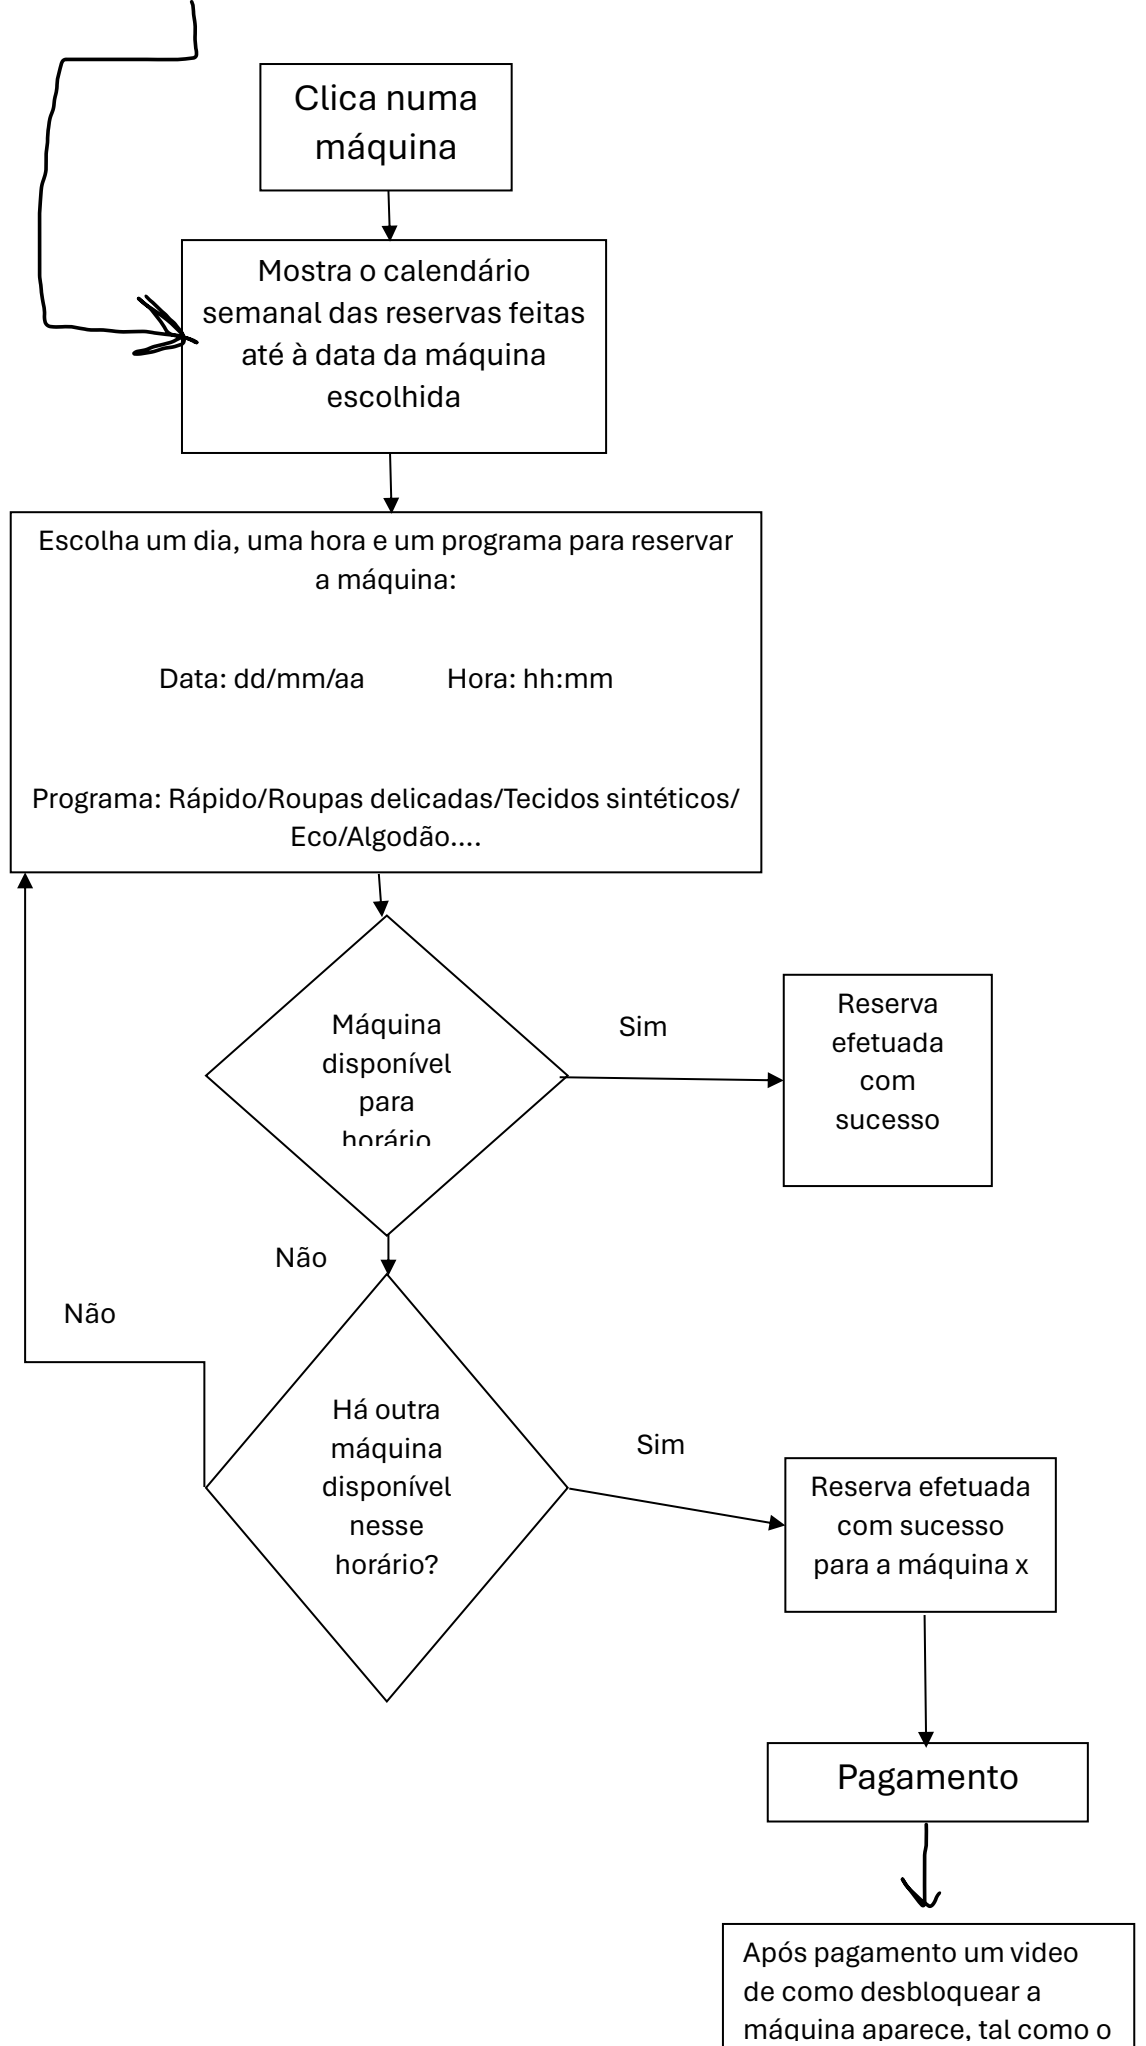 Clica numa
máquina
Mostra o calendário
semanal das reservas feitas
até à data da máquina
escolhida
Escolha um dia, uma hora e um programa para reservar
a máquina:
Data: dd/mm/aa Hora: hh:mm
Programa: Rápido/Roupas delicadas/Tecidos sintéticos/
Eco/Algodão....
Máquina
disponível
para
horário
Sim
Reserva
efetuada
com
sucesso
Não
Não
Há outra
máquina
disponível
nesse
horário?
Sim
Reserva efetuada
com sucesso
para a máquina x
Pagamento
Após pagamento um video
de como desbloquear a
máquina aparece, tal como o